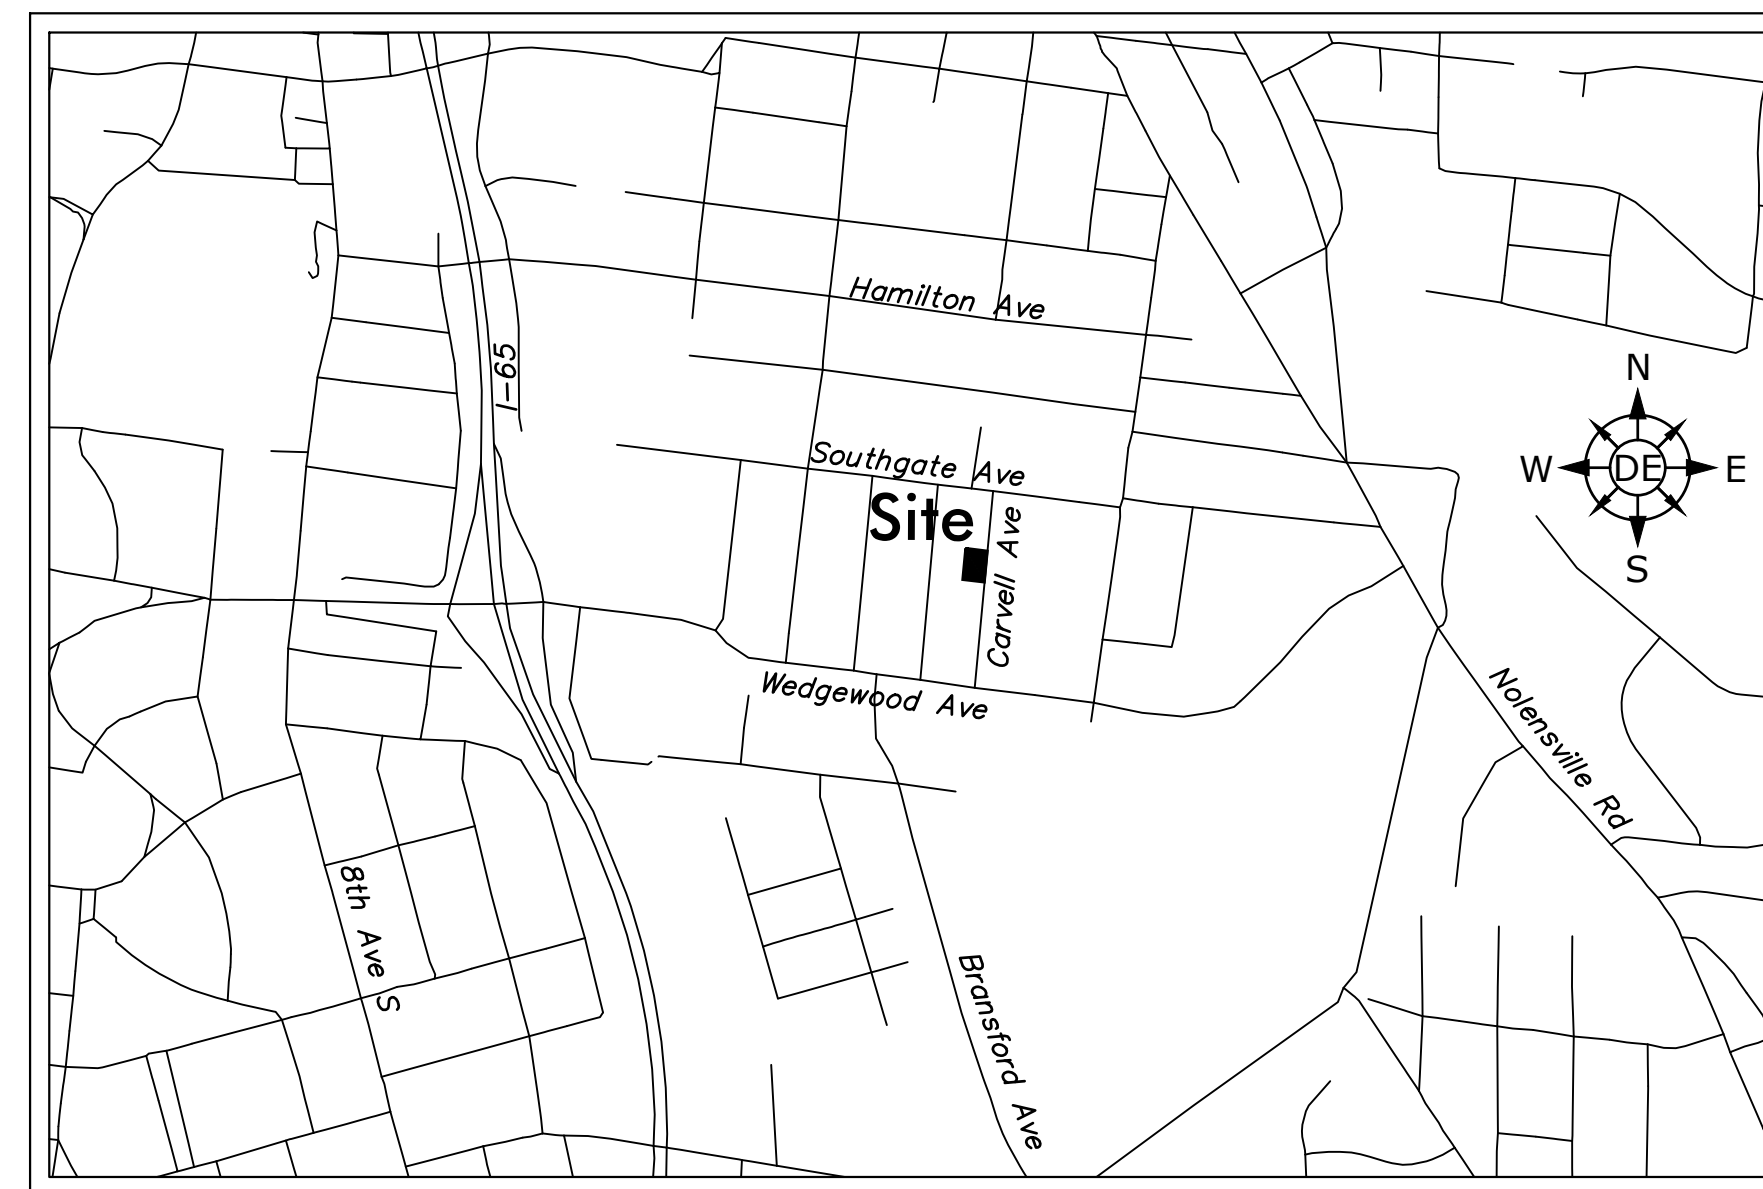 Hamilton Ave
I-65
N
Southgate Ave
W DE E
Site
Carvell Ave
S
Wedgewood Ave
Nolensville Rd
8th Ave S
Bransford Ave